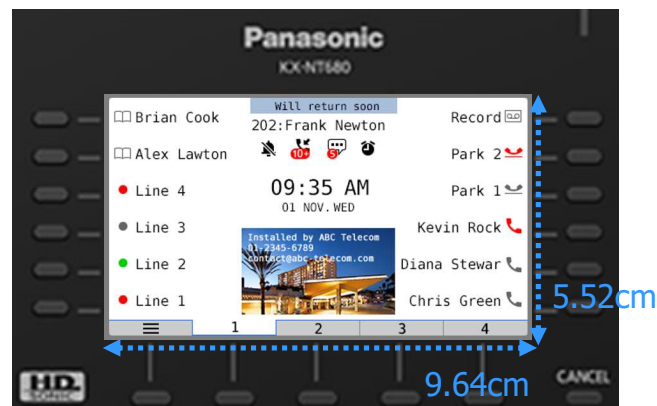 Panasonic
KX-NT680
Will return soon
202:Frank Newton
Brian Cook
Alex Lawton
Line 4
Line 3
Line 2
Line 1
10+
5
09:35 AM
01 NOV.WED
Installed by ABC Telecom
01-2345-6789
contact@abc-telecom.com
Record
Park 2
Park 1
Kevin Rock
Diana Stewar
Chris Green
1
2
3
4
5.52cm
9.64cm
HD
SONIC
CANCEL